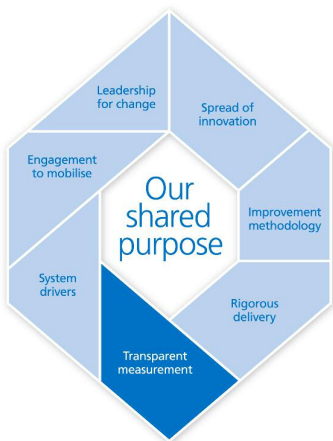 Leadership
for change
Spread of
innovation
Engagement
to mobilise
Our
shared
purpose
Improvement
methodology
System
drivers
Rigorous
delivery
Transparent
measurement